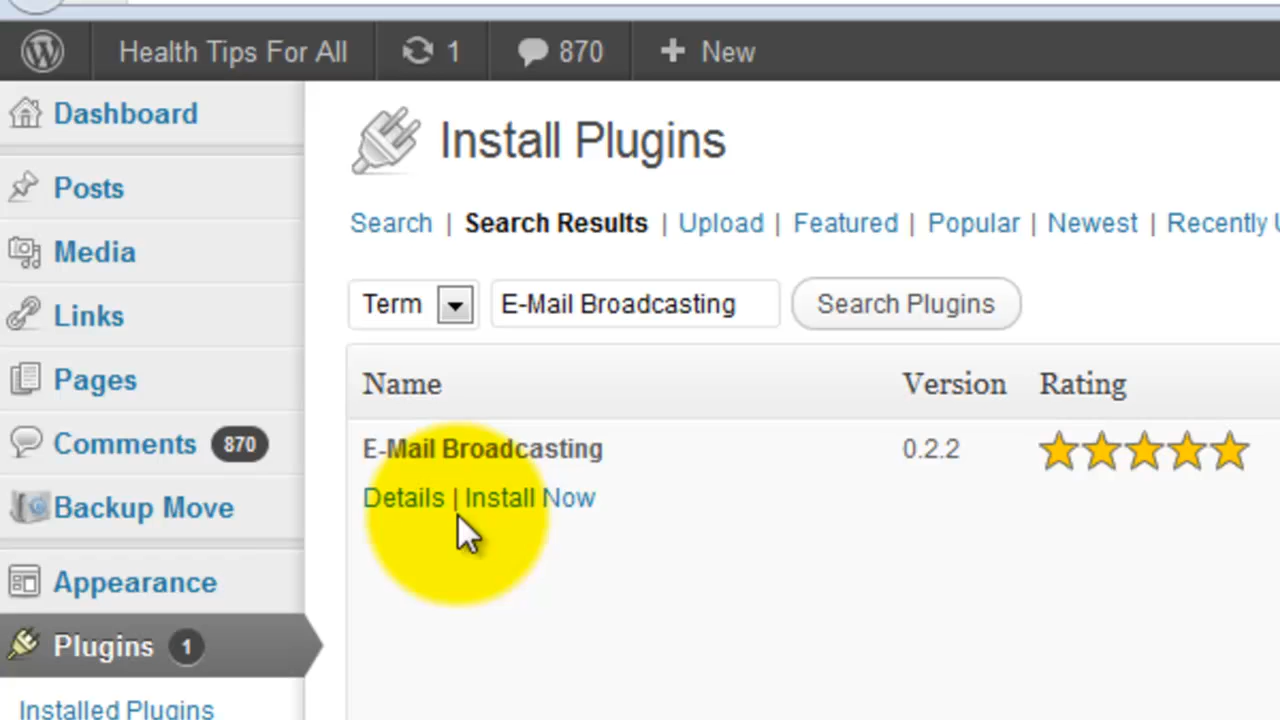 Health Tips For All 1 870 + New
Dashboard
Posts
Media
Links
Pages
Comments 870
Backup Move
Appearance
Plugins 1
Installed Plugins
Install Plugins
Search | Search Results | Upload | Featured | Popular | Newest | Recently U
Term E-Mail Broadcasting Search Plugins
Name Version Rating
E-Mail Broadcasting 0.2.2
Details | Install Now